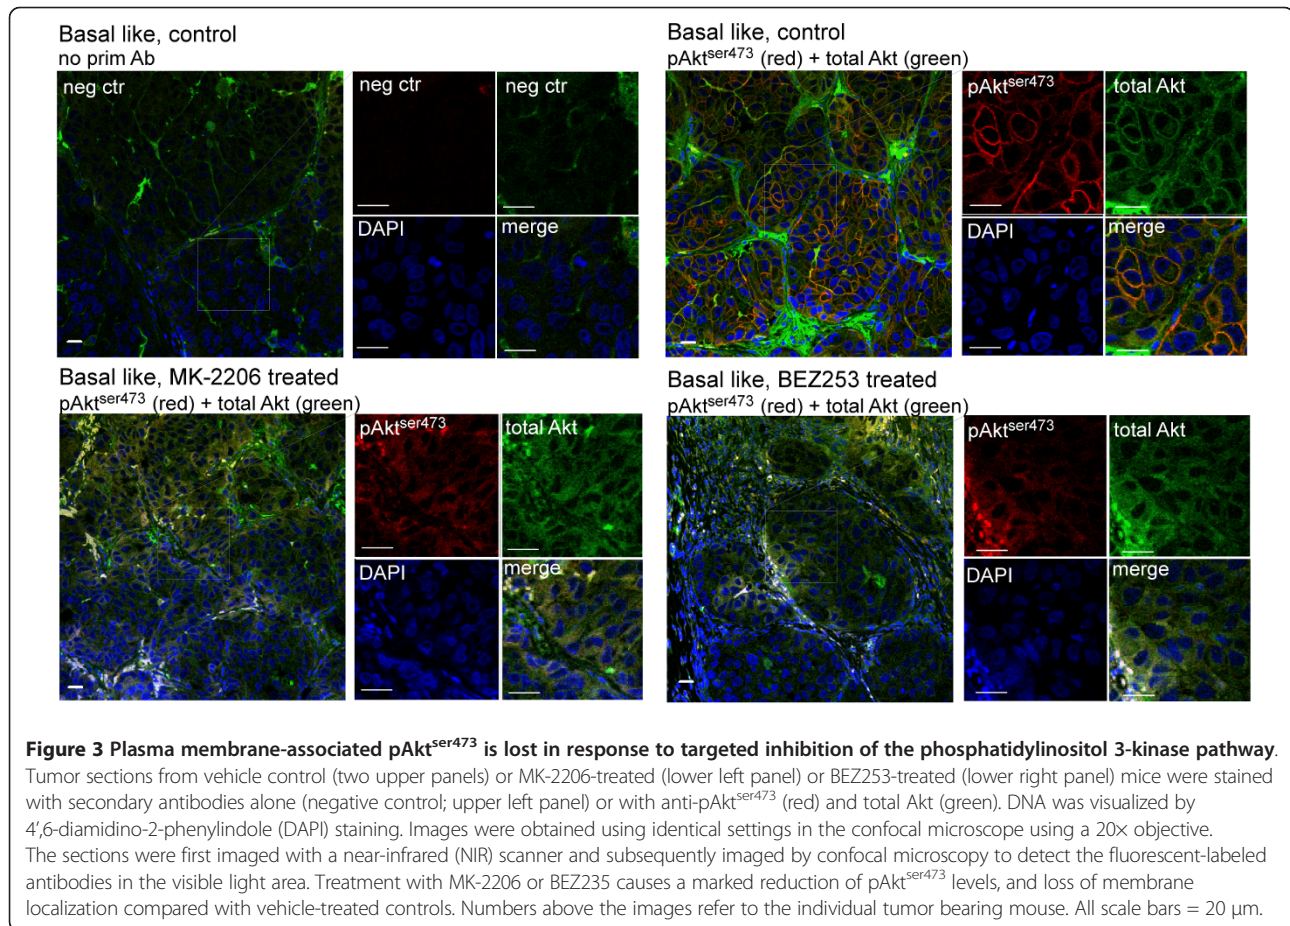 Basal like, control
no prim Ab
neg ctr
neg ctr
neg ctr
DAPI
merge
Basal like, control
pAktser473 (red) + total Akt (green)
pAktser473
total Akt
DAPI
merge
Basal like, MK-2206 treated
pAktser473 (red) + total Akt (green)
pAktser473
total Akt
DAPI
merge
Basal like, BEZ253 treated
pAktser473 (red) + total Akt (green)
pAktser473
total Akt
DAPI
merge
Figure 3 Plasma membrane-associated pAktser473 is lost in response to targeted inhibition of the phosphatidylinositol 3-kinase pathway.
Tumor sections from vehicle control (two upper panels) or MK-2206-treated (lower left panel) or BEZ253-treated (lower right panel) mice were stained
with secondary antibodies alone (negative control; upper left panel) or with anti-pAktser473 (red) and total Akt (green). DNA was visualized by
4′,6-diamidino-2-phenylindole (DAPI) staining. Images were obtained using identical settings in the confocal microscope using a 20× objective.
The sections were first imaged with a near-infrared (NIR) scanner and subsequently imaged by confocal microscopy to detect the fluorescent-labeled
antibodies in the visible light area. Treatment with MK-2206 or BEZ235 causes a marked reduction of pAktser473 levels, and loss of membrane
localization compared with vehicle-treated controls. Numbers above the images refer to the individual tumor bearing mouse. All scale bars = 20 μm.